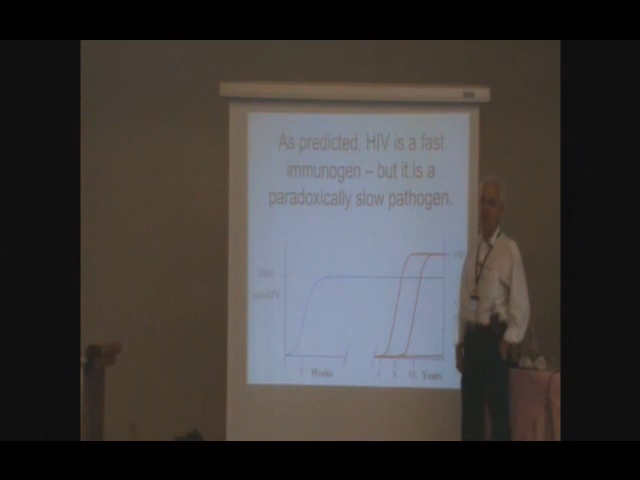 As predicted, HIV is a fast
immunogen – but it is a
paradoxically slow pathogen.
Weeks
Years